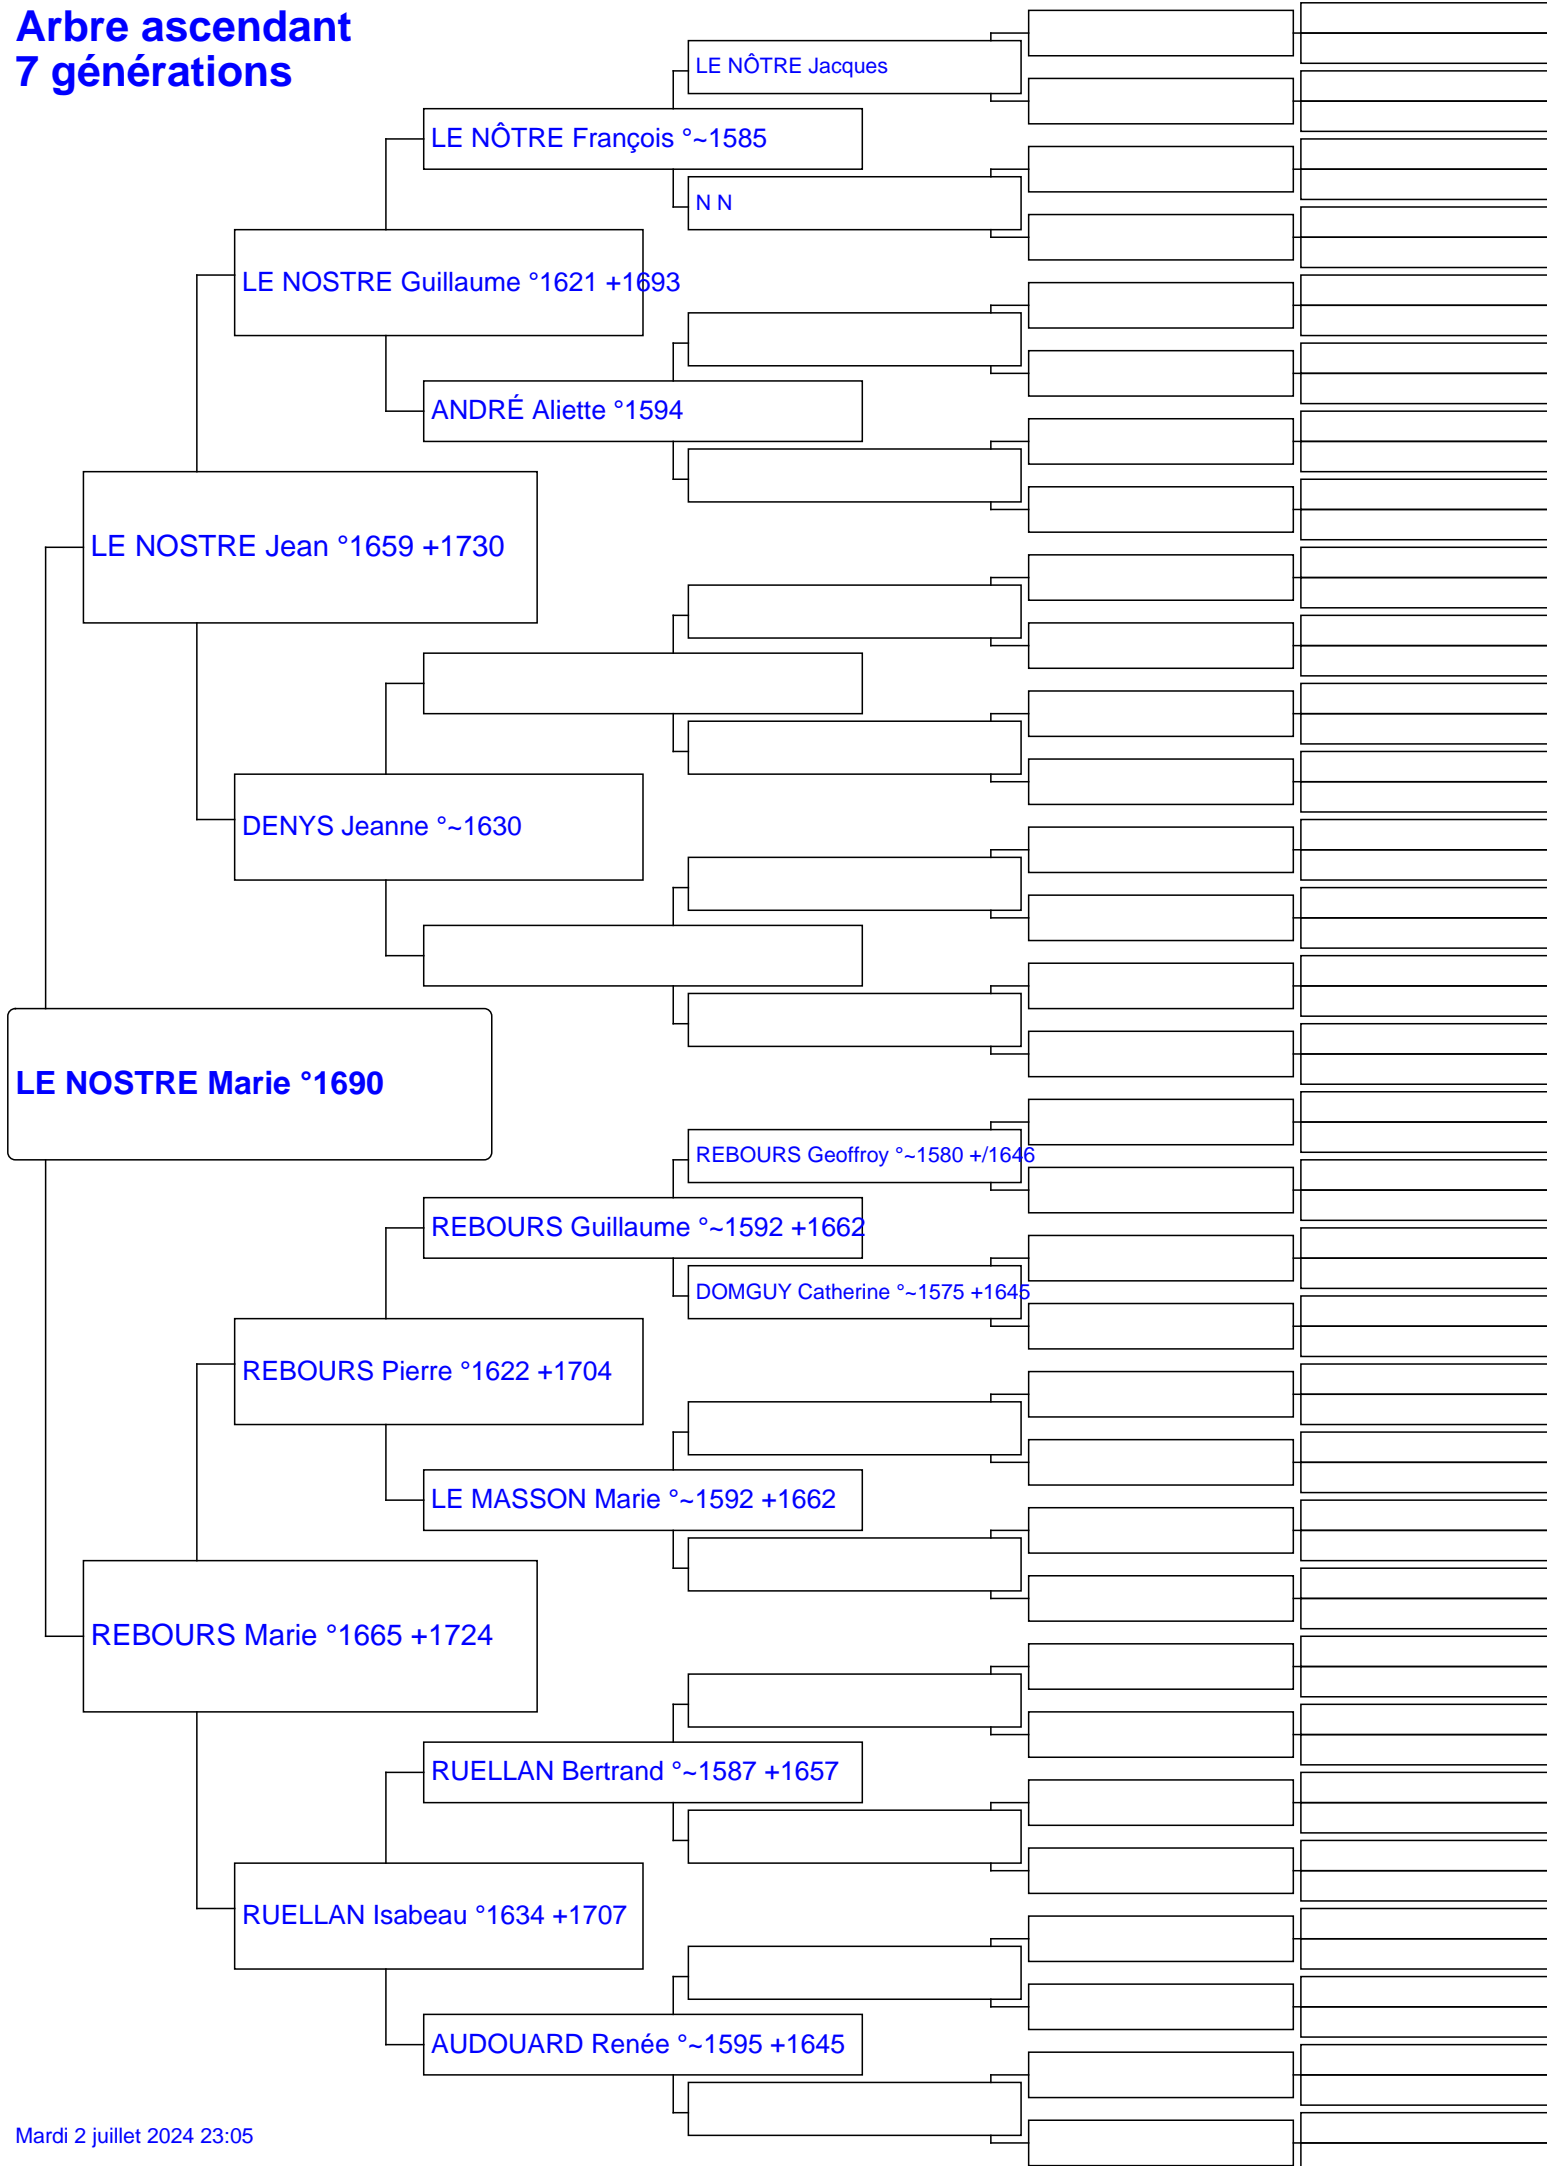 Arbre ascendant
7 générations
LE NÔTRE Jacques
LE NÔTRE François °~1585
N N
LE NOSTRE Guillaume °1621 +1693
ANDRÉ Aliette °1594
LE NOSTRE Jean °1659 +1730
DENYS Jeanne °~1630
LE NOSTRE Marie °1690
REBOURS Geoffroy °~1580 +/1646
REBOURS Guillaume °~1592 +1662
DOMGUY Catherine °~1575 +1645
REBOURS Pierre °1622 +1704
LE MASSON Marie °~1592 +1662
REBOURS Marie °1665 +1724
RUELLAN Bertrand °~1587 +1657
RUELLAN Isabeau °1634 +1707
AUDOUARD Renée °~1595 +1645
Mardi 2 juillet 2024 23:05